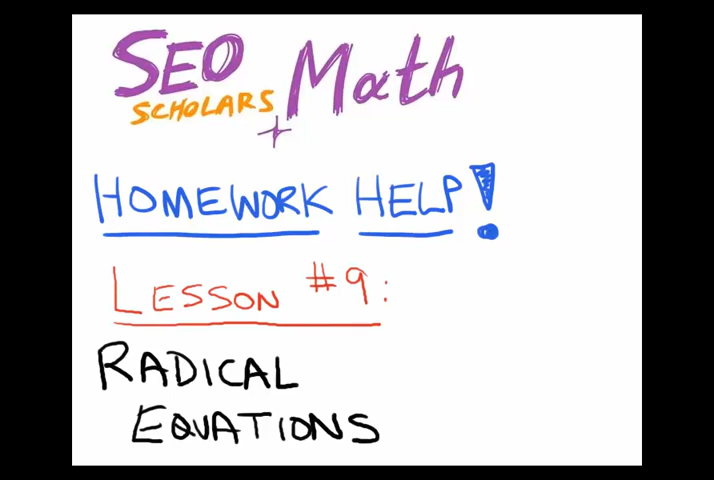 SEO Math
SCHOLARS
HOMEWORK HELP!
LESSON #9:
RADICAL
EQUATIONS